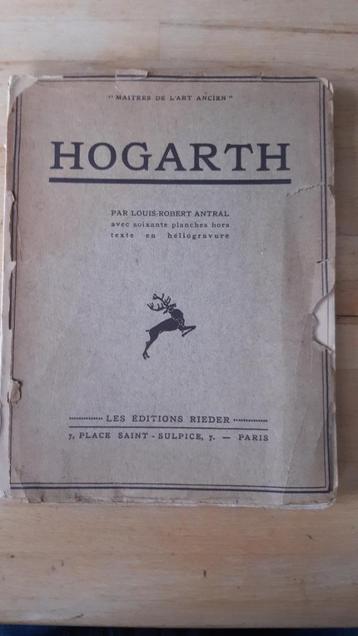 "MAITRES DE L'ART ANCIEN"
HOGARTH
PAR LOUIS-ROBERT ANTRAL
avec soixante planches hors
texte en héliogravure
LES ÉDITIONS RIEDER
7, PLACE SAINT-SULPICE, 7. — PARIS